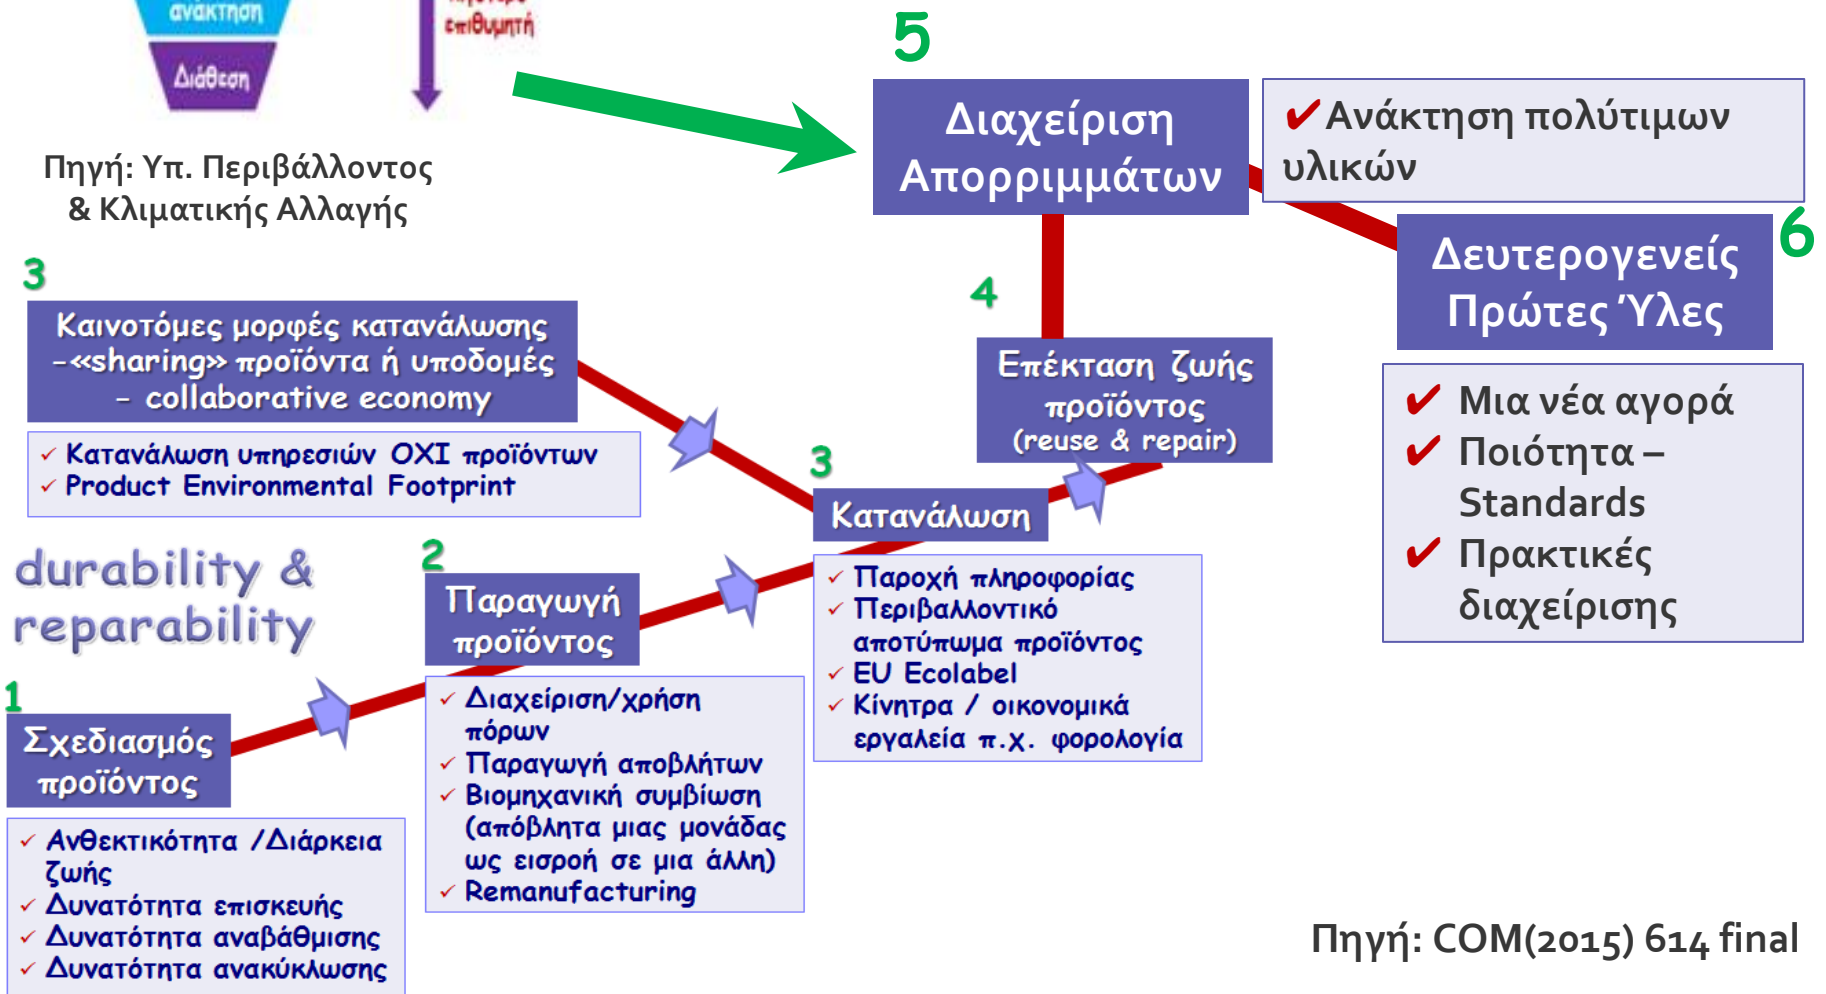 ανάκτηση
επιθυμητή
Διάθεση
Πηγή: Υπ. Περιβάλλοντος
& Κλιματικής Αλλαγής
5
Διαχείριση
Απορριμμάτων
✔Ανάκτηση πολύτιμων
υλικών
6
Δευτερογενείς
Πρώτες Ύλες
✔ Μια νέα αγορά
✔ Ποιότητα –
Standards
✔ Πρακτικές
διαχείρισης
3
Καινοτόμες μορφές κατανάλωσης
-«sharing» προϊόντα ή υποδομές
- collaborative economy
✓ Κατανάλωση υπηρεσιών ΟΧΙ προϊόντων
✓ Product Environmental Footprint
4
Επέκταση ζωής
προϊόντος
(reuse & repair)
3
Κατανάλωση
✓ Παροχή πληροφορίας
✓ Περιβαλλοντικό
αποτύπωμα προϊόντος
✓ EU Ecolabel
✓ Κίνητρα / οικονομικά
εργαλεία π.χ. φορολογία
durability &
reparability
2
Παραγωγή
προϊόντος
✓ Διαχείριση/χρήση
πόρων
✓ Παραγωγή αποβλήτων
✓ Βιομηχανική συμβίωση
(απόβλητα μιας μονάδας
ως εισροή σε μια άλλη)
✓ Remanufacturing
1
Σχεδιασμός
προϊόντος
✓ Ανθεκτικότητα /Διάρκεια
ζωής
✓ Δυνατότητα επισκευής
✓ Δυνατότητα αναβάθμισης
✓ Δυνατότητα ανακύκλωσης
Πηγή: COM(2015) 614 final